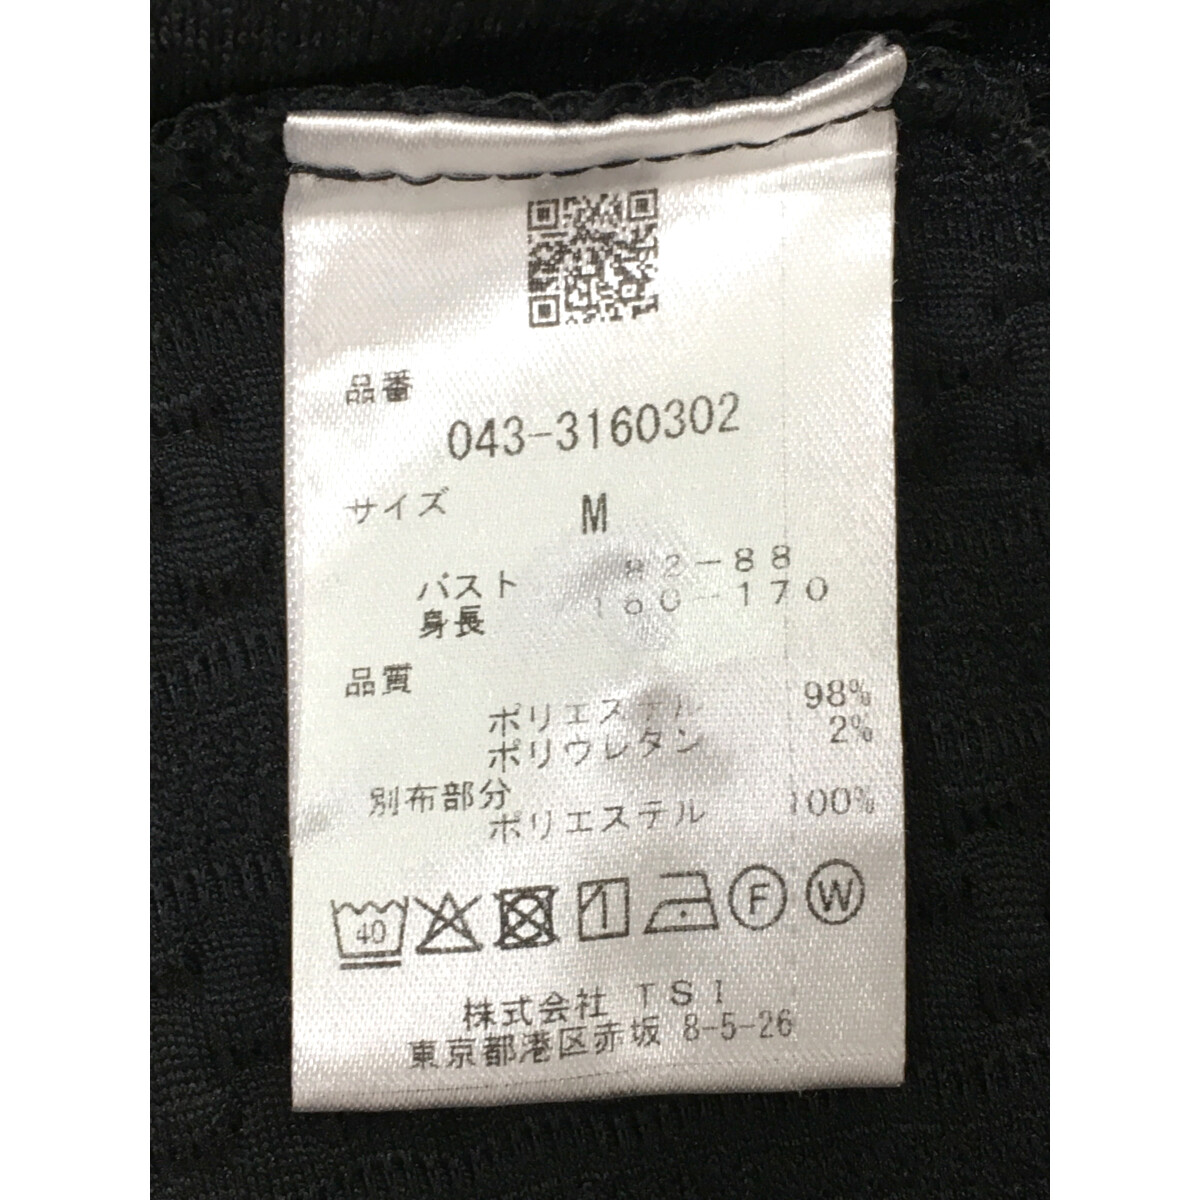 品番
043-3160302
サイズ M
バスト 82-88
身長 160-170
品質
ポリエステル 98%
ポリウレタン 2%
別布部分
ポリエステル 100%
40 F W
株式会社 TSI
東京都港区赤坂 8-5-26